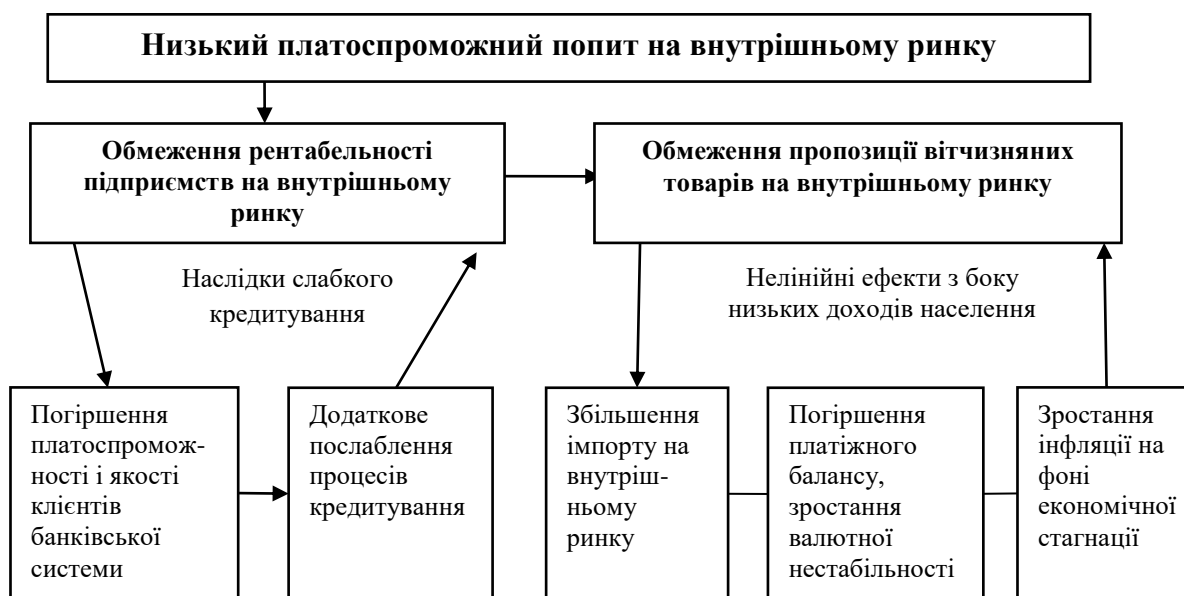 Низький платоспроможний попит на внутрішньому ринку
Обмеження рентабельності
підприємств на внутрішньому
ринку
Обмеження пропозиції вітчизняних
товарів на внутрішньому ринку
Наслідки слабкого
кредитування
Нелінійні ефекти з боку
низьких доходів населення
Погіршення
платоспромож-
ності і якості
клієнтів
банківської
системи
Додаткове
послаблення
процесів
кредитування
Збільшення
імпорту на
внутріш-
ньому
ринку
Погіршення
платіжного
балансу,
зростання
валютної
нестабільності
Зростання
інфляції на
фоні
економічної
стагнації